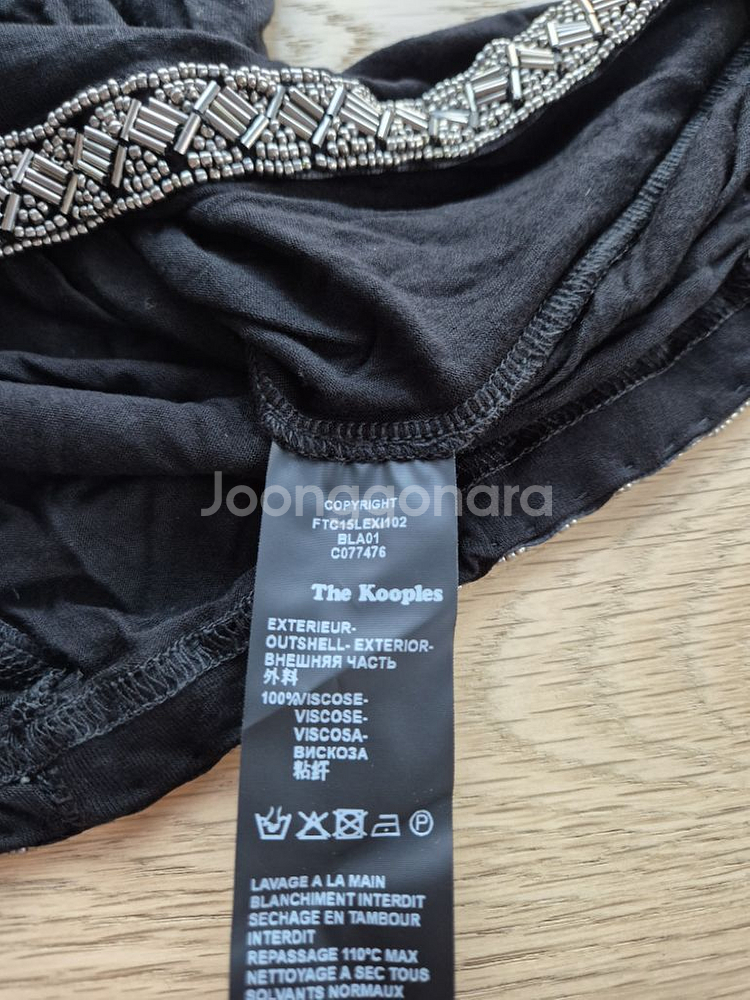 Joonggonara
COPYRIGHT
FTC15LEXI102
BLA01
C077476
The Kooples
EXTERIEUR-
OUTSHELL- EXTERIOR-
ВНЕШНЯЯ ЧАСТЬ
外料
100%VISCOSE-
VISCOSE-
VISCOSA-
ВИСКОЗА
粘纤
P
LAVAGE A LA MAIN
BLANCHIMENT INTERDIT
SECHAGE EN TAMBOUR
INTERDIT
REPASSAGE 110°C MAX
NETTOYAGE A SEC TOUS
SOLVANTS NORMAUX